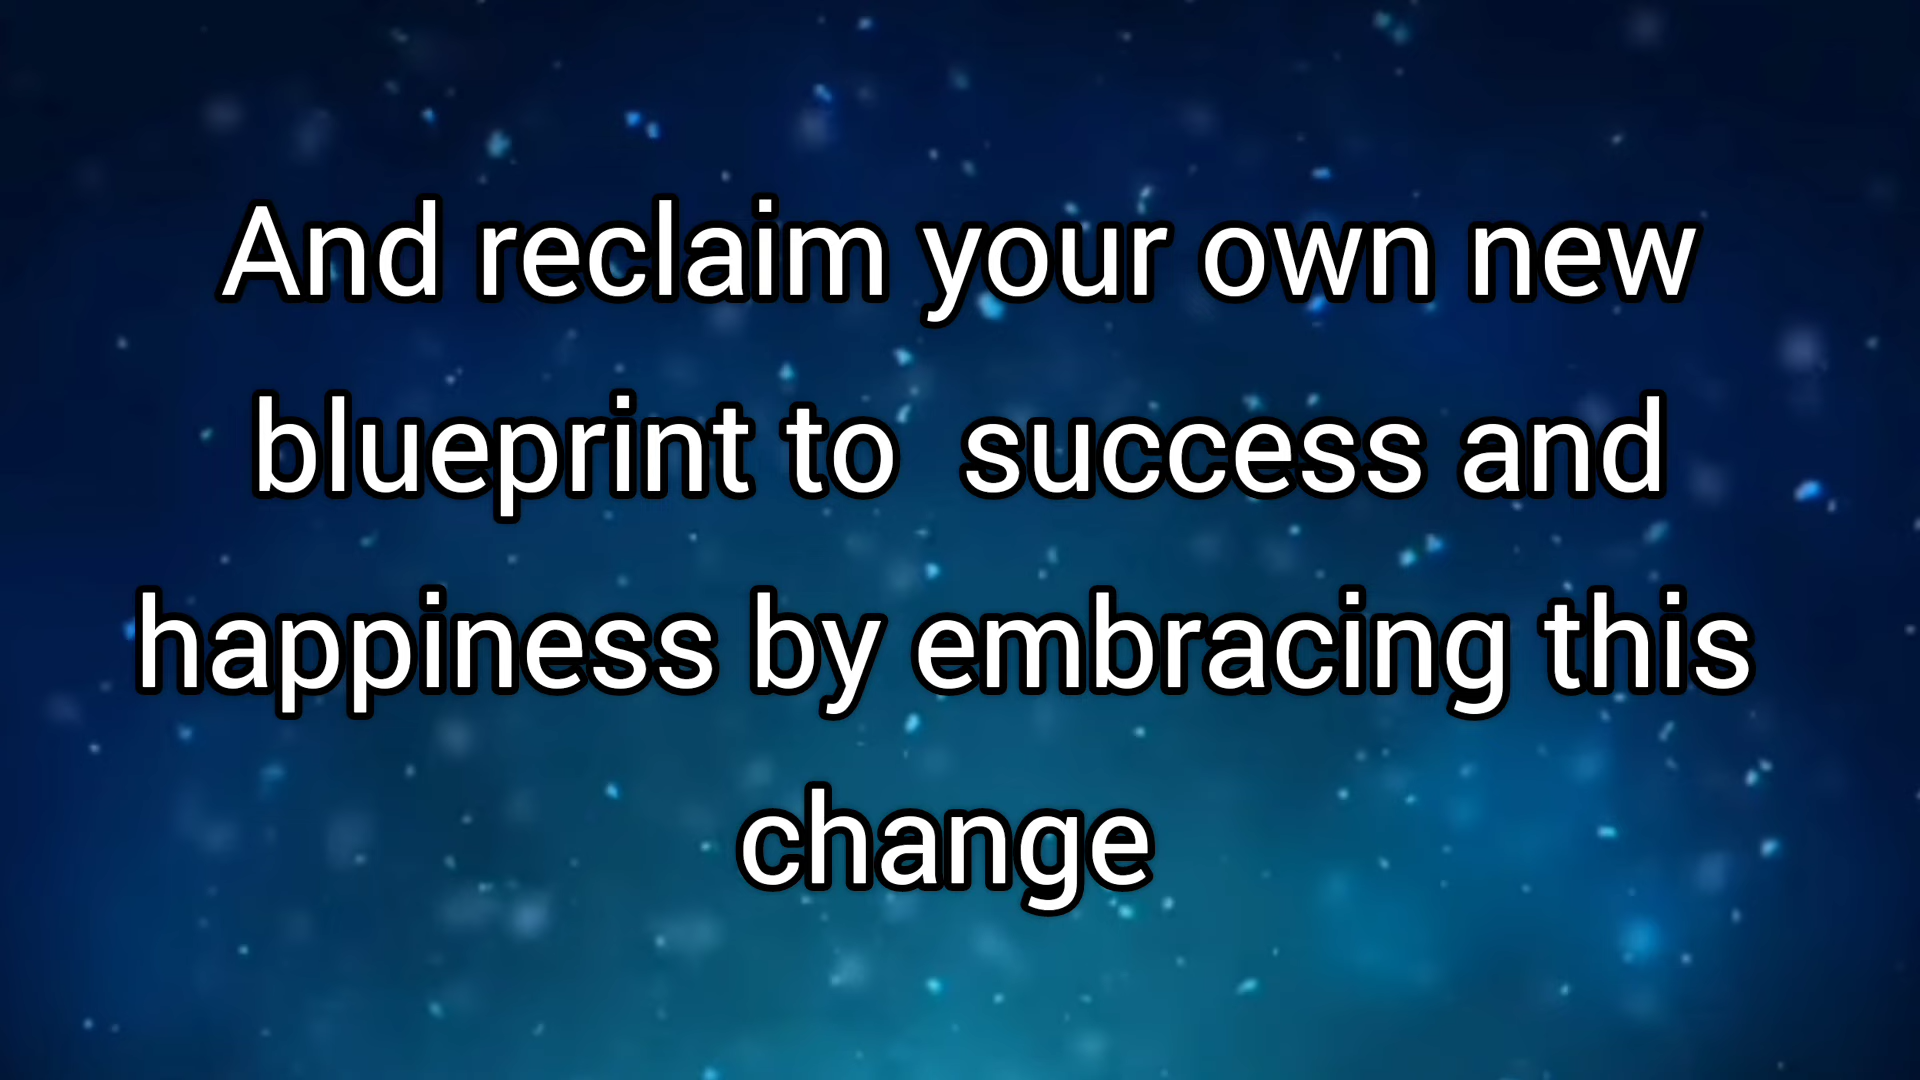 And reclaim your own new
blueprint to  success and
happiness by embracing this
change